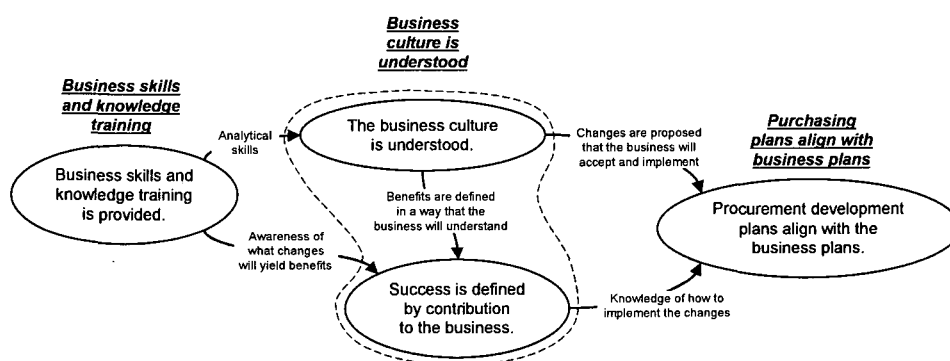 Business
culture is
understood
Business skills
and knowledge
training
Purchasing
plans align with
business plans
Analytical
skills
The business culture
is understood.
Changes are proposed
that the business will
accept and implement
Business skills and
knowledge training
is provided.
Benefits are defined
in a way that the
business will understand
Procurement development
plans align with the
business plans.
Awareness of
what changes
will yield benefits
Success is defined
by contribution
to the business.
Knowledge of how to
implement the changes